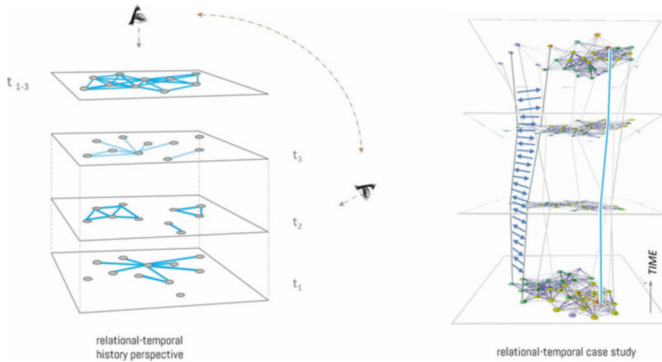 t 1-3
t3
t2
t1
relational-temporal
history perspective
TIME
relational-temporal case study